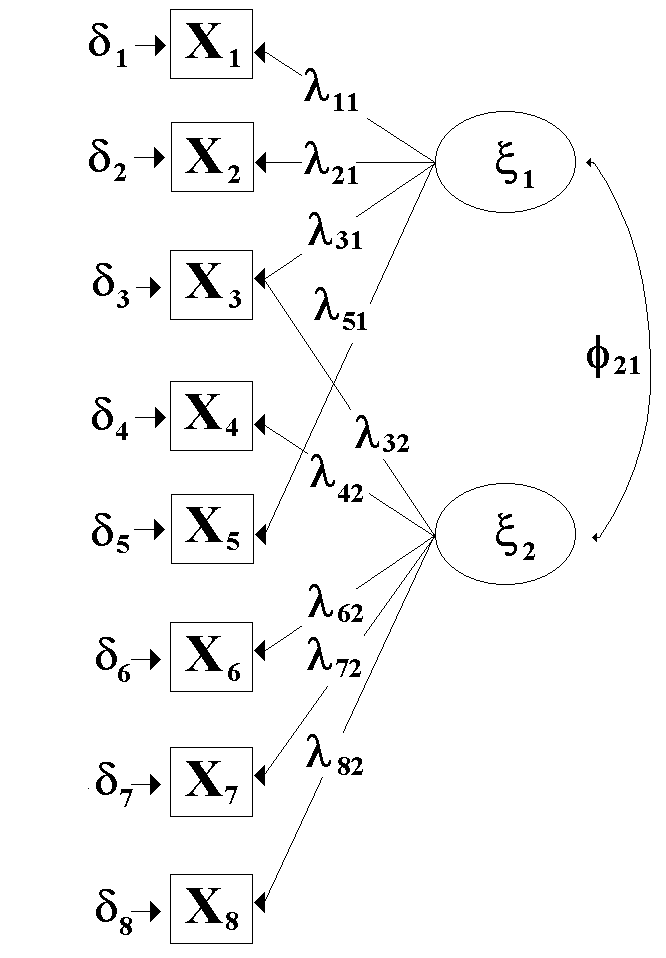 δ₁ X₁
λ₁₁
δ₂ X₂ λ₂₁ ξ₁
λ₃₁
δ₃ X₃
λ₅₁
ϕ₂₁
δ₄ X₄
λ₃₂
λ₄₂
δ₅ X₅ ξ₂
λ₆₂
δ₆ X₆ λ₇₂
λ₈₂
δ₇ X₇
δ₈ X₈